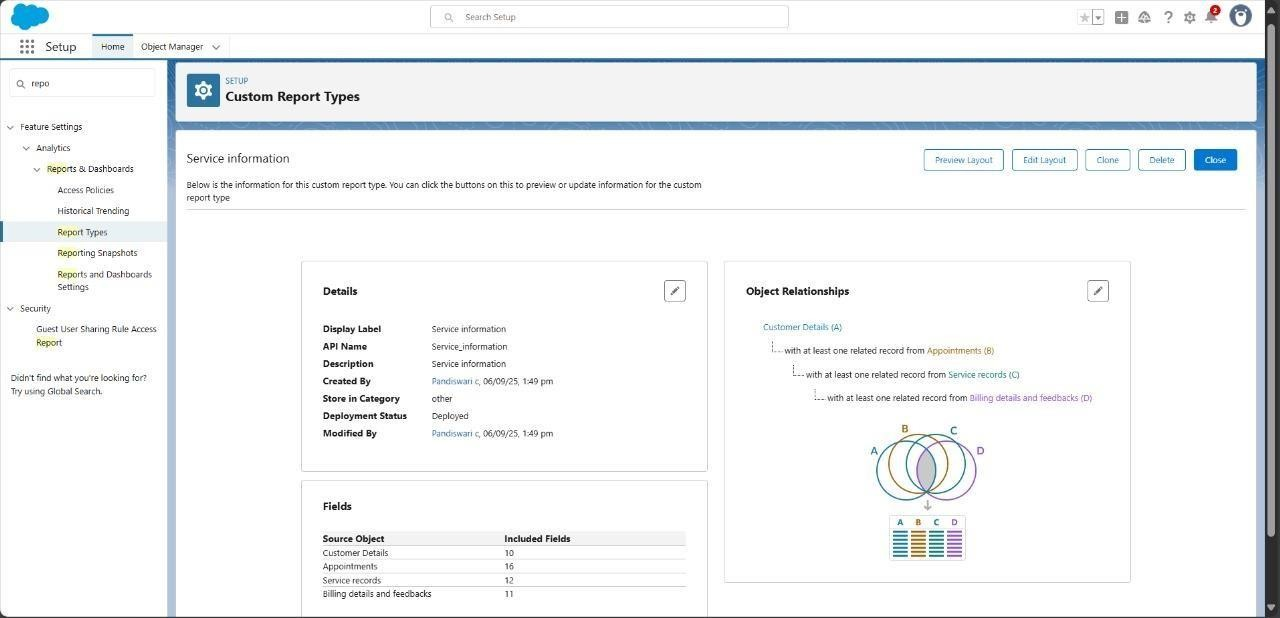 Search Setup
2
Setup
Home
Object Manager
repo
Feature Settings
Analytics
Reports & Dashboards
Access Policies
Historical Trending
Report Types
Reporting Snapshots
Reports and Dashboards
Settings
Security
Guest User Sharing Rule Access
Report
Didn't find what you're looking for?
Try using Global Search.
SETUP
Custom Report Types
Service information
Preview Layout
Edit Layout
Clone
Delete
Close
Below is the information for this custom report type. You can click the buttons on this to preview or update information for the custom
report type
Details
Display Label Service information
API Name Service_information
Description Service information
Created By Pandiswari c, 06/09/25, 1:49 pm
Store in Category other
Deployment Status Deployed
Modified By Pandiswari c, 06/09/25, 1:49 pm
Fields
Source Object Included Fields
Customer Details 10
Appointments 16
Service records 12
Billing details and feedbacks 11
Object Relationships
Customer Details (A)
with at least one related record from Appointments (B)
with at least one related record from Service records (C)
with at least one related record from Billing details and feedbacks (D)
B C
A D
A B C D